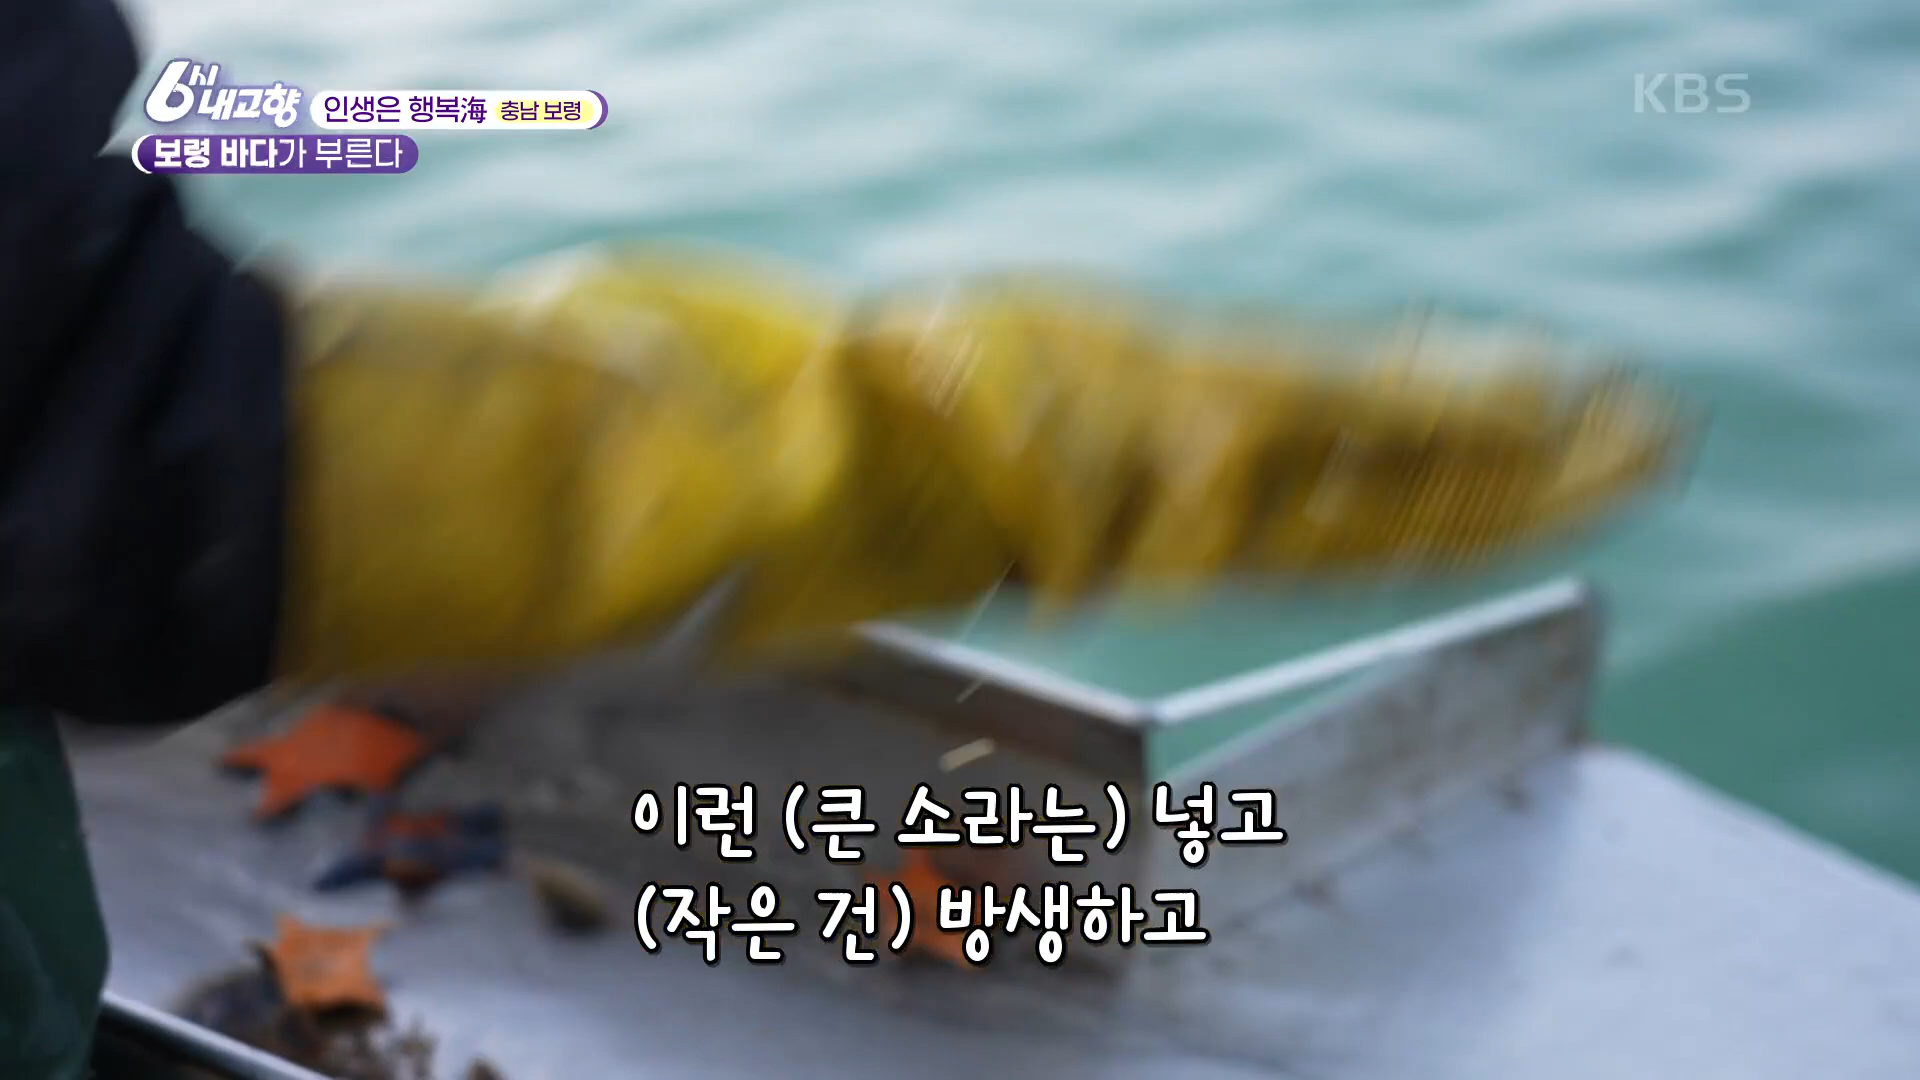 6시 내고향 인생은 행복海 충남 보령
보령 바다가 부른다
KBS
이런 (큰 소라는) 넣고
(작은 건) 방생하고